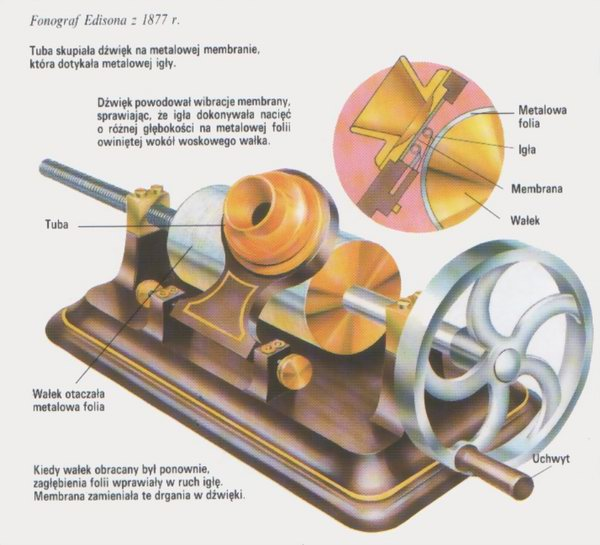 Fonograf Edisona z 1877 r.
Tuba skupiała dźwięk na metalowej membranie,
która dotykała metalowej igły.
Dźwięk powodował wibracje membrany,
sprawiając, że igła dokonywała nacięć
o różnej głębokości na metalowej folii
owiniętej wokół woskowego wałka.
Metalowa
folia
Igła
Membrana
Wałek
Tuba
Wałek otaczała
metalowa folia
Uchwyt
Kiedy wałek obracany był ponownie,
zagłębienia folii wprawiały w ruch igłę.
Membrana zamieniała te drgania w dźwięki.